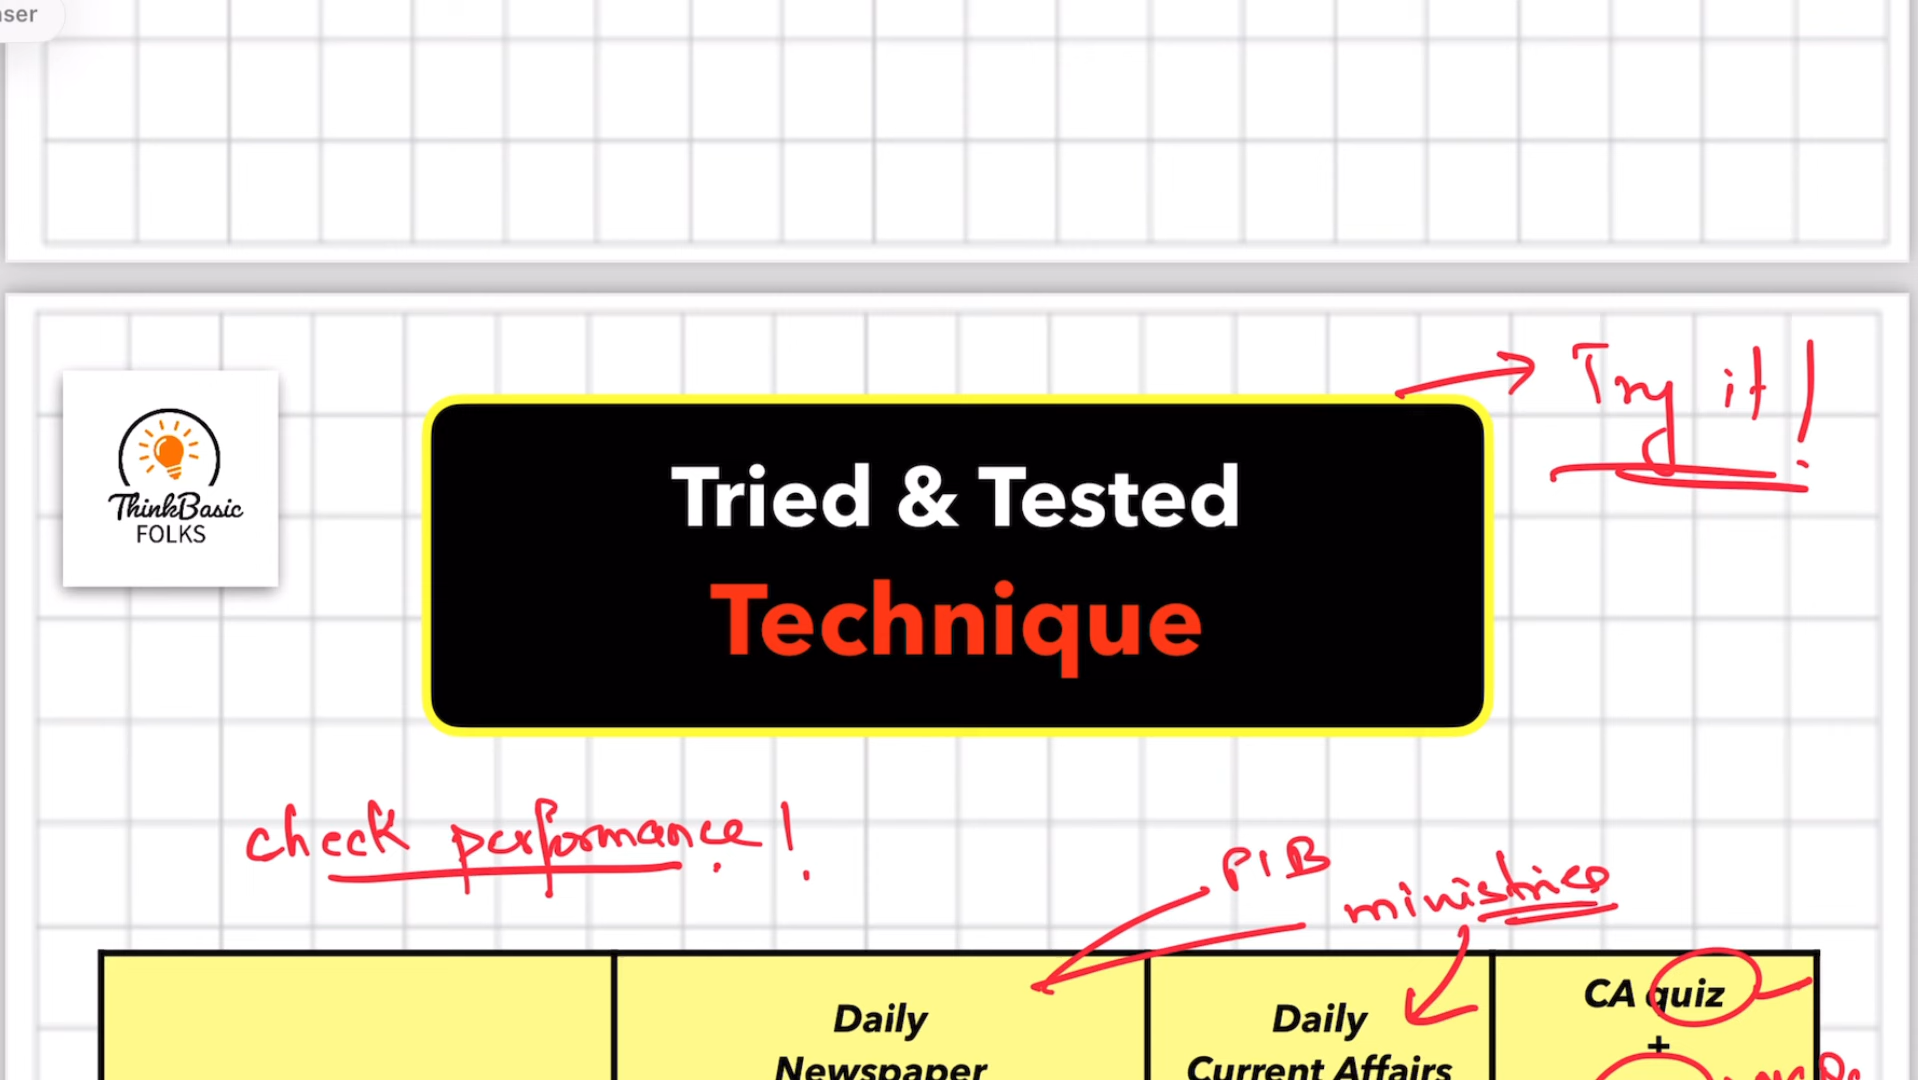 Try it!
ThinkBasic
FOLKS
Tried & Tested
Technique
check performance!
PIB
ministries
Daily
Newspaper
Daily
Current Affairs
CA quiz
+